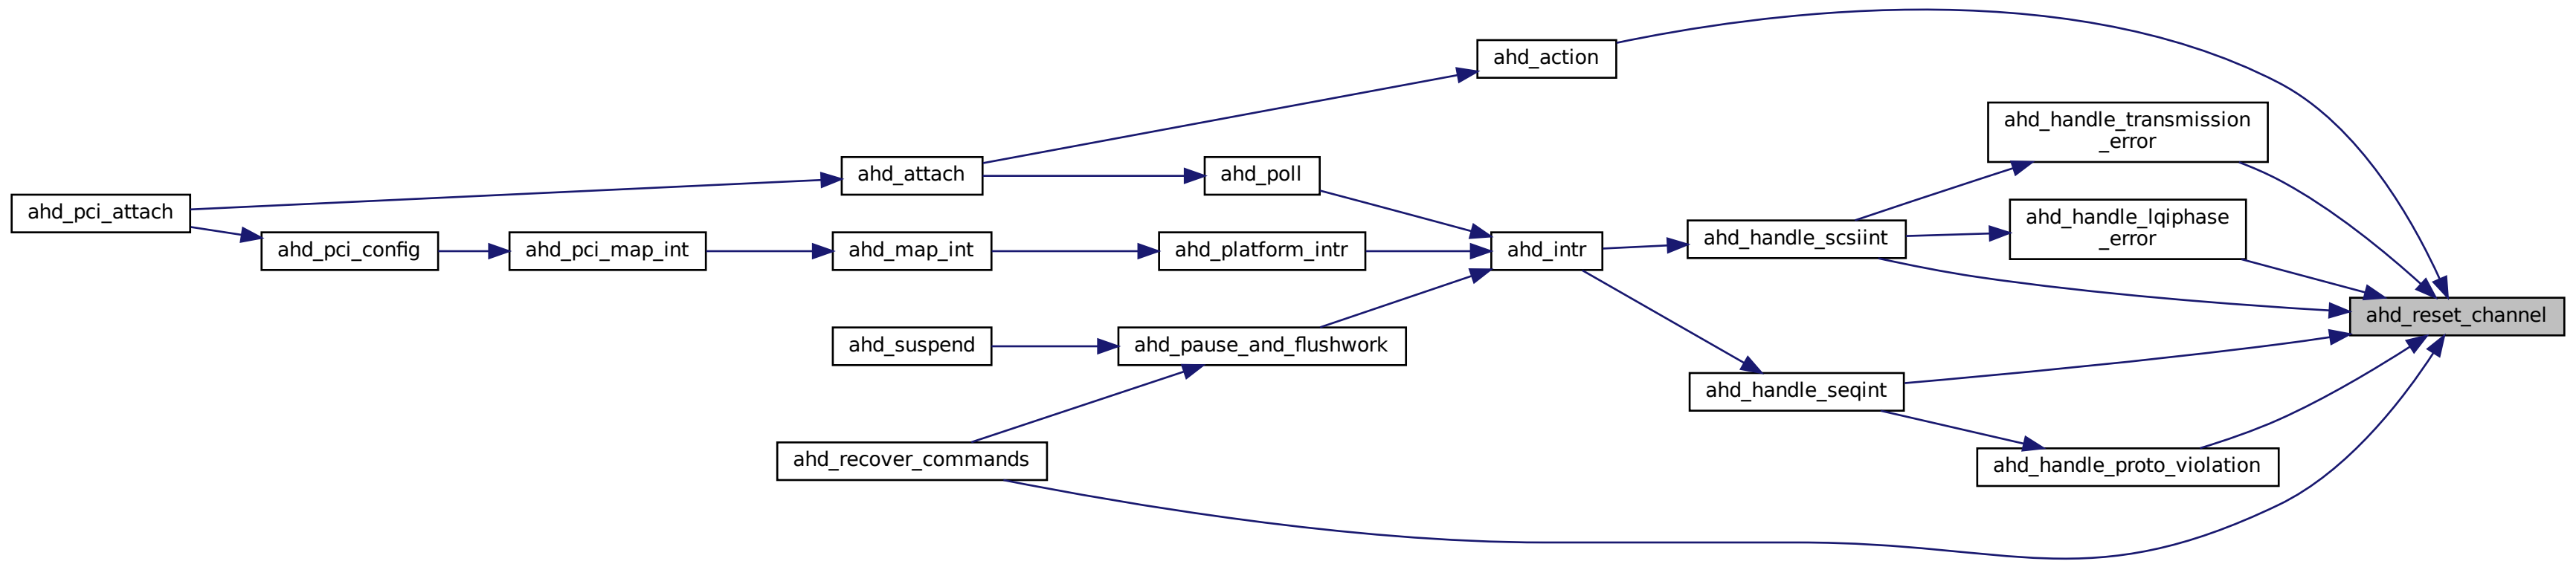 ahd_action
ahd_handle_transmission
_error
ahd_attach
ahd_poll
ahd_pci_attach
ahd_handle_lqiphase
_error
ahd_handle_scsiint
ahd_pci_config
ahd_pci_map_int
ahd_map_int
ahd_platform_intr
ahd_intr
ahd_reset_channel
ahd_suspend
ahd_pause_and_flushwork
ahd_handle_seqint
ahd_recover_commands
ahd_handle_proto_violation